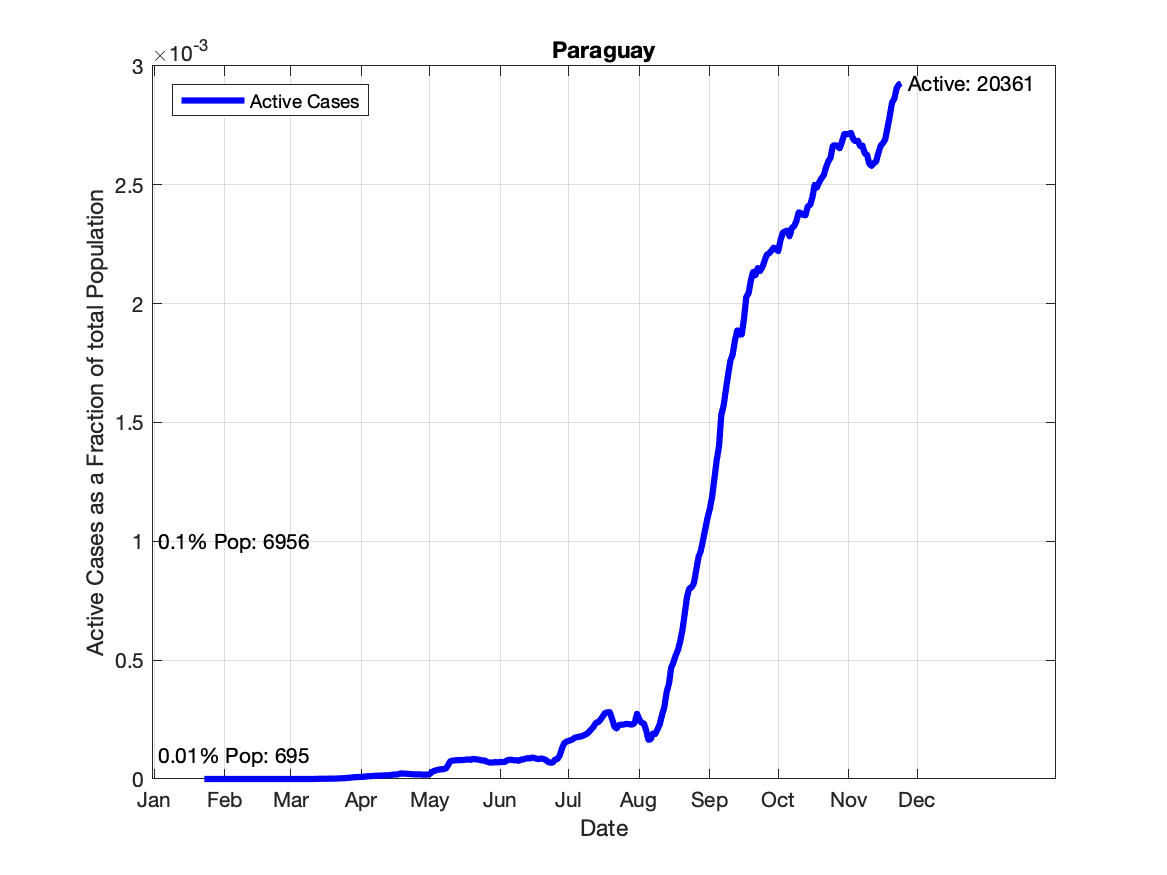 Paraguay
×10-3
3
2.5
2
1.5
1
0.5
0
Active Cases as a Fraction of total Population
Active Cases
Active: 20361
0.1% Pop: 6956
0.01% Pop: 695
Jan Feb Mar Apr May Jun Jul Aug Sep Oct Nov Dec
Date